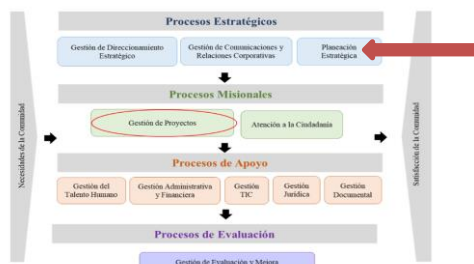 Procesos Estratégicos
Gestión de Direccionamiento
Estratégico
Gestión de Comunicaciones y
Relaciones Corporativas
Planeación
Estratégica
Necesidades de la Comunidad
Procesos Misionales
Gestión de Proyectos
Atención a la Ciudadanía
Satisfacción de la Comunidad
Procesos de Apoyo
Gestión del
Talento Humano
Gestión Administrativa
y Financiera
Gestión
TIC
Gestión
Jurídica
Gestión
Documental
Procesos de Evaluación
Gestión de Evaluación y Mejora